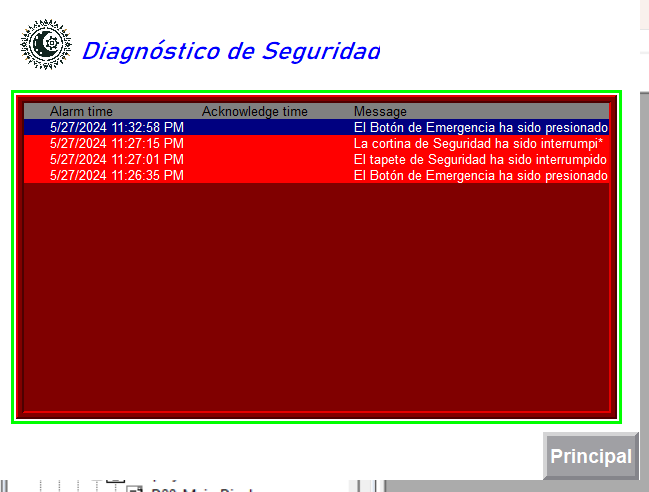 Diagnóstico de Seguridad
Alarm time Acknowledge time Message
5/27/2024 11:32:58 PM El Botón de Emergencia ha sido presionado
5/27/2024 11:27:15 PM La cortina de Seguridad ha sido interrumpi*
5/27/2024 11:27:01 PM El tapete de Seguridad ha sido interrumpido
5/27/2024 11:26:35 PM El Botón de Emergencia ha sido presionado
Principal